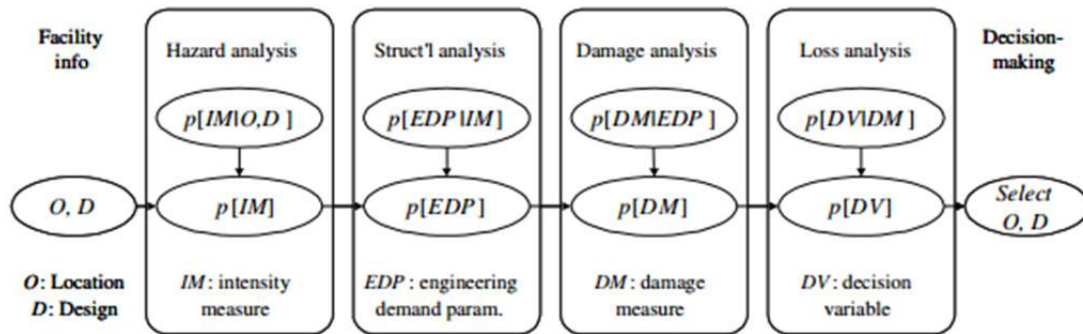 Facility
info
Hazard analysis
Struct'l analysis
Damage analysis
Loss analysis
Decision-
making
p[IM|O,D ]
p[EDP|IM]
p[DM|EDP ]
p[DV|DM ]
O, D
p[IM]
p[EDP]
p[DM]
p[DV]
Select
O, D
O: Location
D: Design
IM : intensity
measure
EDP : engineering
demand param.
DM : damage
measure
DV : decision
variable